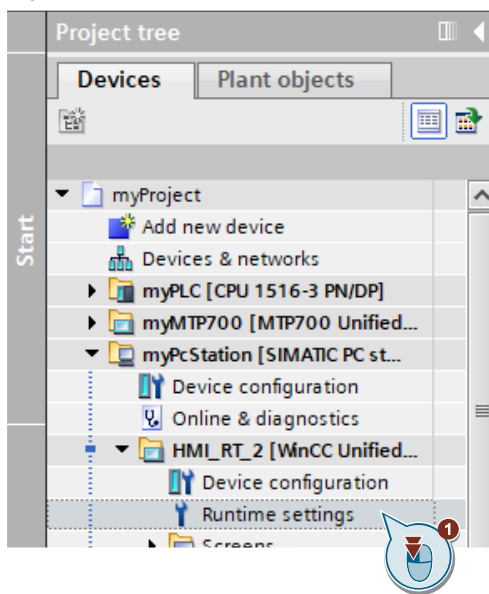 Project tree
Devices
Plant objects
Start
myProject
Add new device
Devices & networks
myPLC [CPU 1516-3 PN/DP]
myMTP700 [MTP700 Unified...
myPcStation [SIMATIC PC st...
Device configuration
Online & diagnostics
HMI_RT_2 [WinCC Unified...
Device configuration
Runtime settings
1
Screens